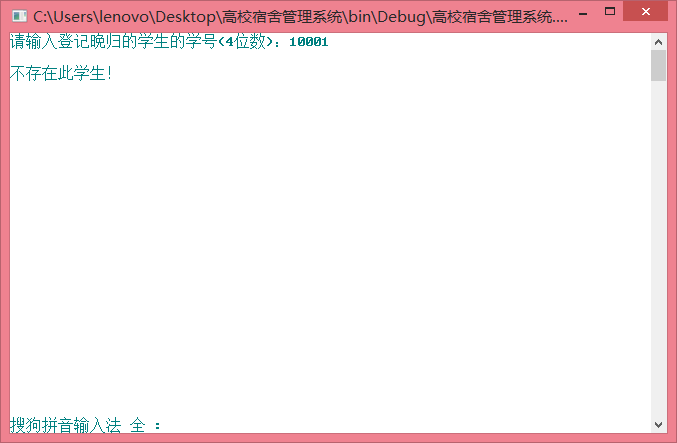 C:\Users\lenovo\Desktop\高校宿舍管理系统\bin\Debug\高校宿舍管理系统....
请输入登记晚归的学生的学号(4位数)：10001
不存在此学生！
搜狗拼音输入法 全 ：